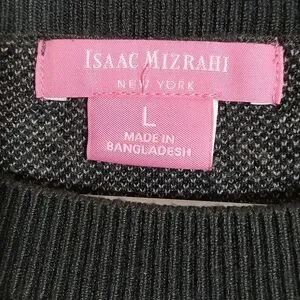 ISAAC MIZRAHI
NEW YORK
L
MADE IN
BANGLADESH